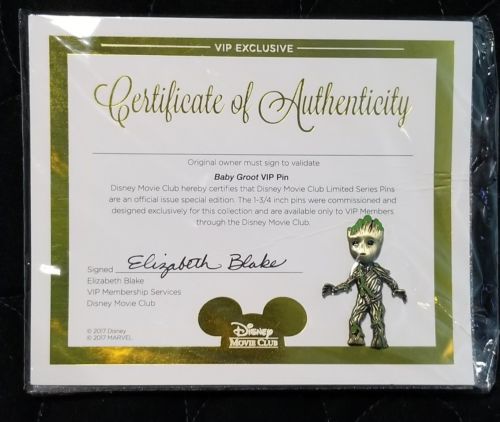 VIP EXCLUSIVE
Certificate of Authenticity
Original owner must sign to validate
Baby Groot VIP Pin
Disney Movie Club hereby certifies that Disney Movie Club Limited Series Pins
are an official issue special edition. The 1-3/4 inch pins were commissioned and
designed exclusively for this collection and are available only to VIP Members
through the Disney Movie Club.
Signed Elizabeth Blake
Elizabeth Blake
VIP Membership Services
Disney Movie Club
© 2017 Disney
© 2017 MARVEL
Disney
MOVIE CLUB